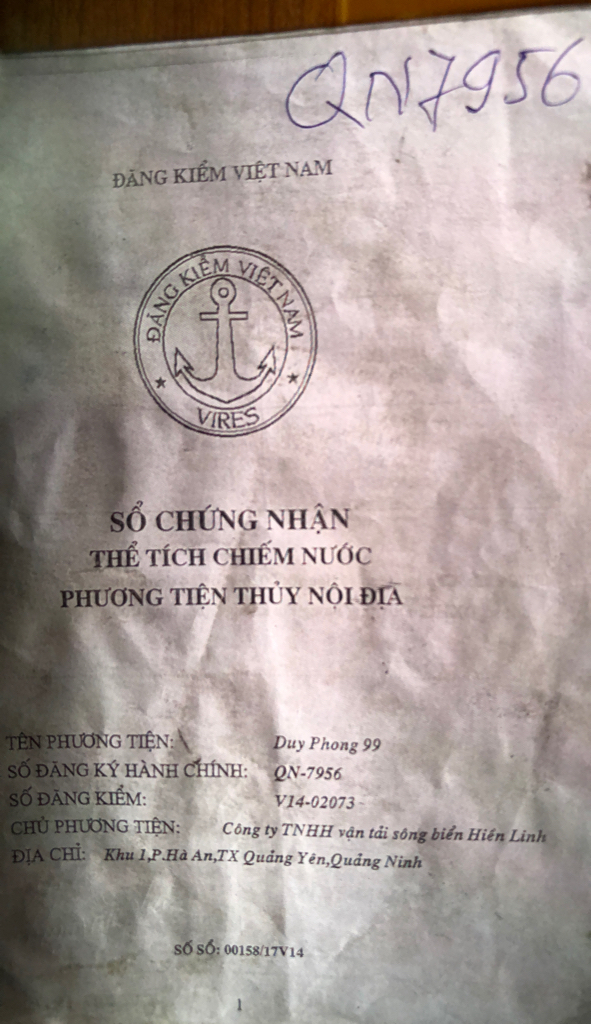 QN7956
ĐĂNG KIỂM VIỆT NAM
ĐĂNG KIỂM VIỆT NAM
VIRES
SỔ CHỨNG NHẬN
THỂ TÍCH CHIẾM NƯỚC
PHƯƠNG TIỆN THỦY NỘI ĐỊA
TÊN PHƯƠNG TIỆN: Duy Phong 99
SỐ ĐĂNG KÝ HÀNH CHÍNH: QN-7956
SỐ ĐĂNG KIỂM: V14-02073
CHỦ PHƯƠNG TIỆN: Công ty TNHH vận tải sông biển Hiền Linh
ĐỊA CHỈ: Khu 1,P.Hà An,TX Quảng Yên,Quảng Ninh
SỐ SỔ: 00158/17V14
1